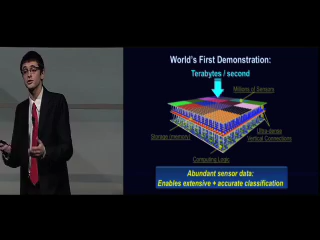 World's First Demonstration:
Terabytes / second
Millions of Sensors
Storage (memory)
Ultra-dense
Vertical Connections
Computing Logic
Abundant sensor data:
Enables extensive + accurate classification